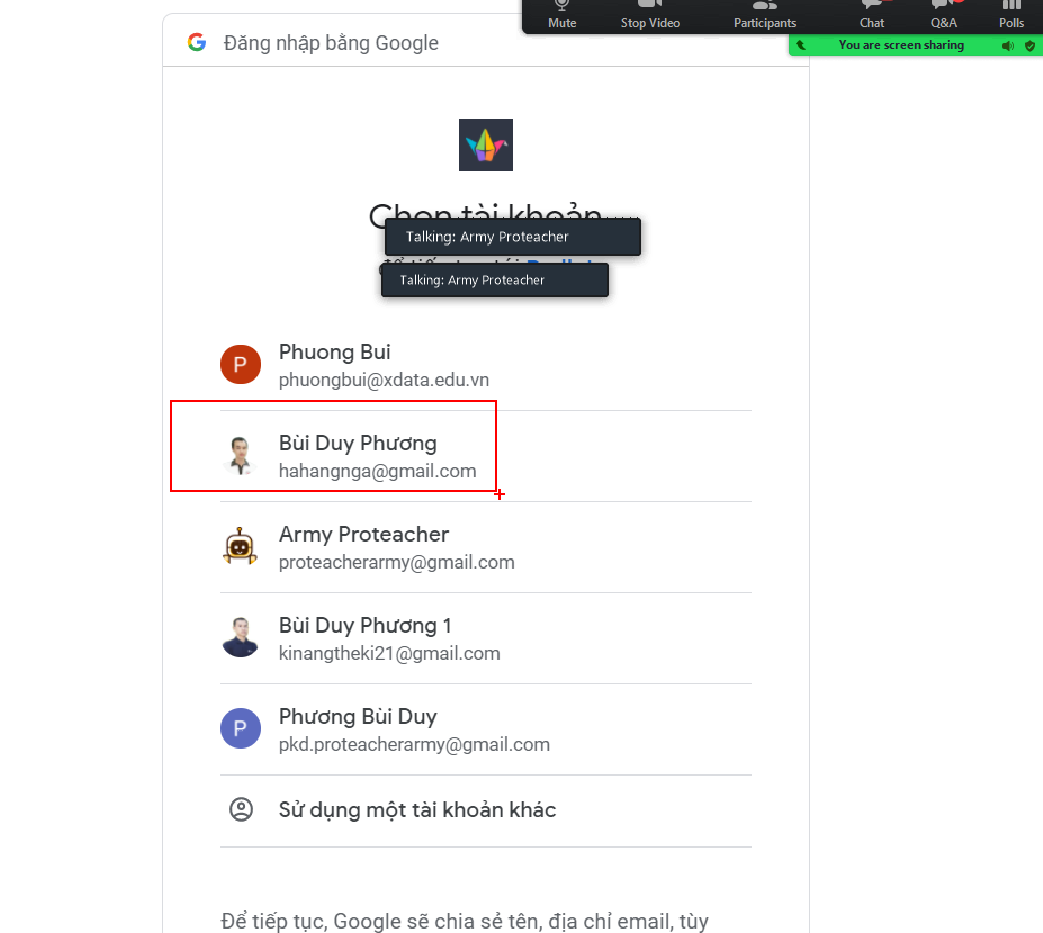 Mute Stop Video Participants Chat Q&A Polls
You are screen sharing
Đăng nhập bằng Google
Chọn tài khoản
Talking: Army Proteacher
Talking: Army Proteacher
P
Phuong Bui
phuongbui@xdata.edu.vn
Bùi Duy Phương
hahangnga@gmail.com
Army Proteacher
proteacherarmy@gmail.com
Bùi Duy Phương 1
kinangtheki21@gmail.com
P
Phương Bùi Duy
pkd.proteacherarmy@gmail.com
Sử dụng một tài khoản khác
Để tiếp tục, Google sẽ chia sẻ tên, địa chỉ email, tùy